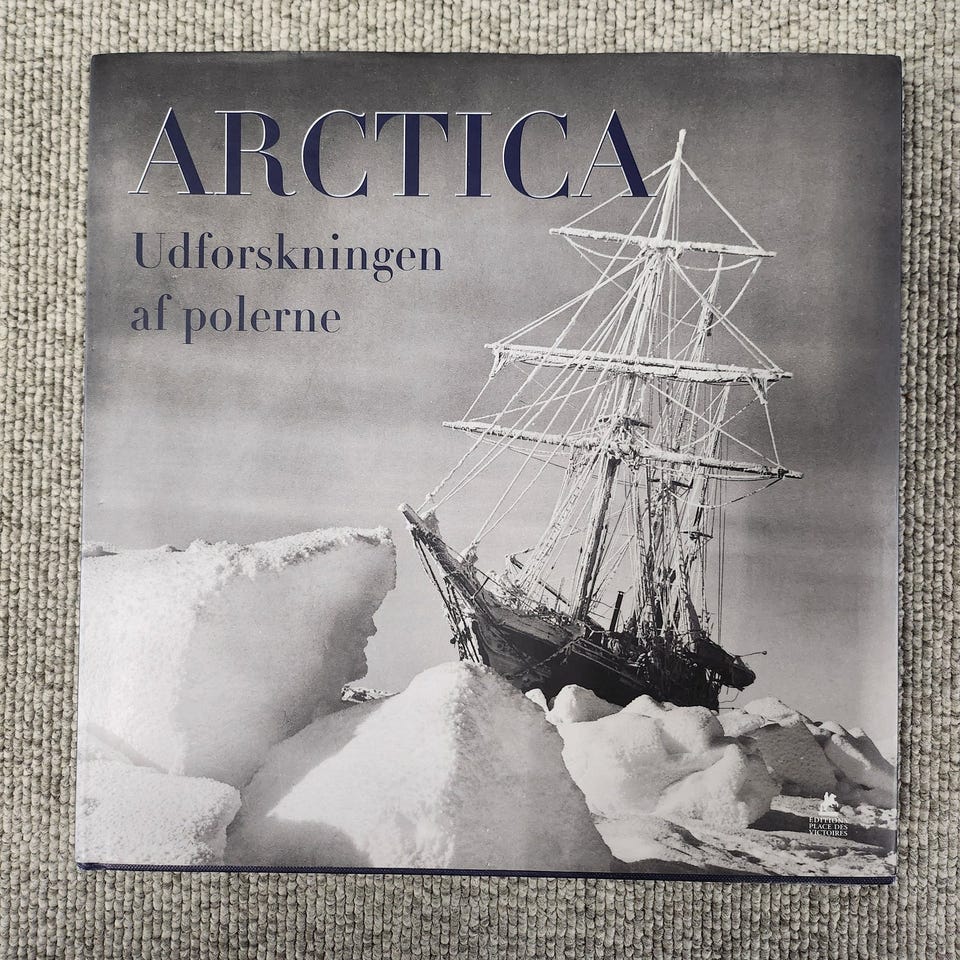 ARCTICA
Udforskningen
af polerne
EDITIONS
PLACE DES
VICTOIRES